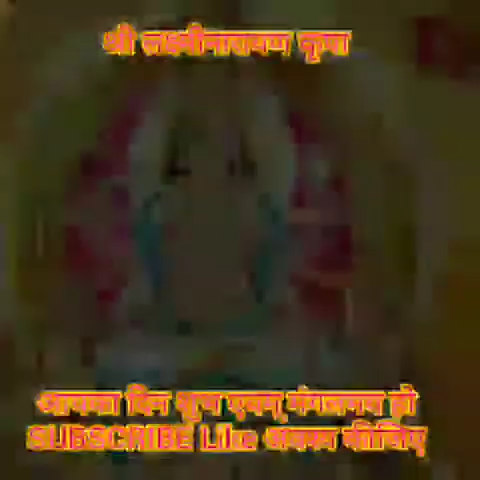 श्री लक्ष्मीनारायण कृपा
आपका दिन शुभ एवम् मंगलमय हो
SUBSCRIBE Like अवश्य कीजिए